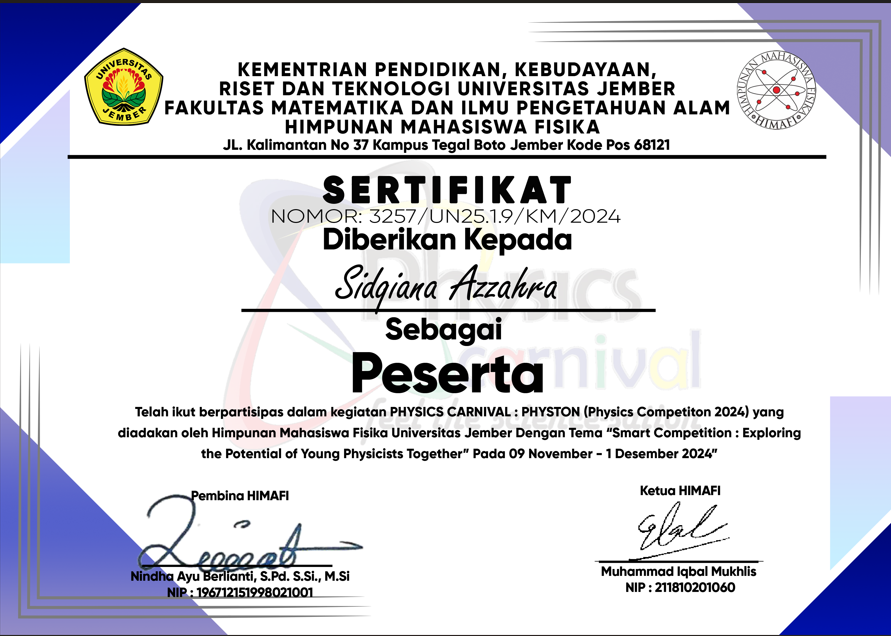 UNIVERSITAS
JEMBER
KEMENTRIAN PENDIDIKAN, KEBUDAYAAN,
RISET DAN TEKNOLOGI UNIVERSITAS JEMBER
FAKULTAS MATEMATIKA DAN ILMU PENGETAHUAN ALAM
HIMPUNAN MAHASISWA FISIKA
JL. Kalimantan No 37 Kampus Tegal Boto Jember Kode Pos 68121
HIMPUNAN MAHASISWA FISIKA
HIMAFI
SERTIFIKAT
NOMOR: 3257/UN25.1.9/KM/2024
Diberikan Kepada
Sidqiana Azzahra
Physics
carnival
feel the science sation
Sebagai
Peserta
Telah ikut berpartisipas dalam kegiatan PHYSICS CARNIVAL : PHYSTON (Physics Competiton 2024) yang
diadakan oleh Himpunan Mahasiswa Fisika Universitas Jember Dengan Tema “Smart Competition : Exploring
the Potential of Young Physicists Together” Pada 09 November - 1 Desember 2024”
Pembina HIMAFI
Nindha Ayu Berlianti, S.Pd. S.Si., M.Si
NIP : 196712151998021001
Ketua HIMAFI
Muhammad Iqbal Mukhlis
NIP : 211810201060